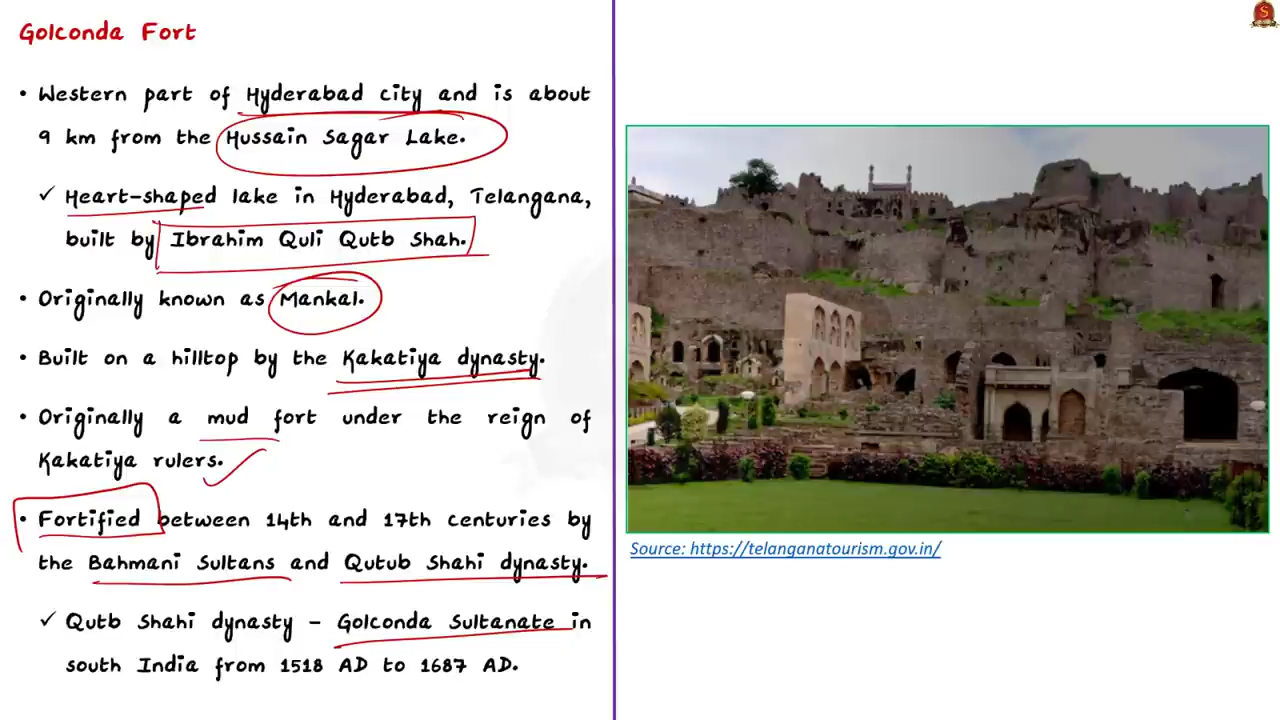 Golconda Fort
• Western part of Hyderabad city and is about
9 km from the Hussain Sagar Lake.
✓ Heart-shaped lake in Hyderabad, Telangana,
built by Ibrahim Quli Qutb Shah.
• Originally known as Mankal.
• Built on a hilltop by the Kakatiya dynasty.
• Originally a mud fort under the reign of
Kakatiya rulers.
• Fortified between 14th and 17th centuries by
the Bahmani Sultans and Qutub Shahi dynasty.
✓ Qutb Shahi dynasty – Golconda Sultanate in
south India from 1518 AD to 1687 AD.
Source: https://telanganatourism.gov.in/